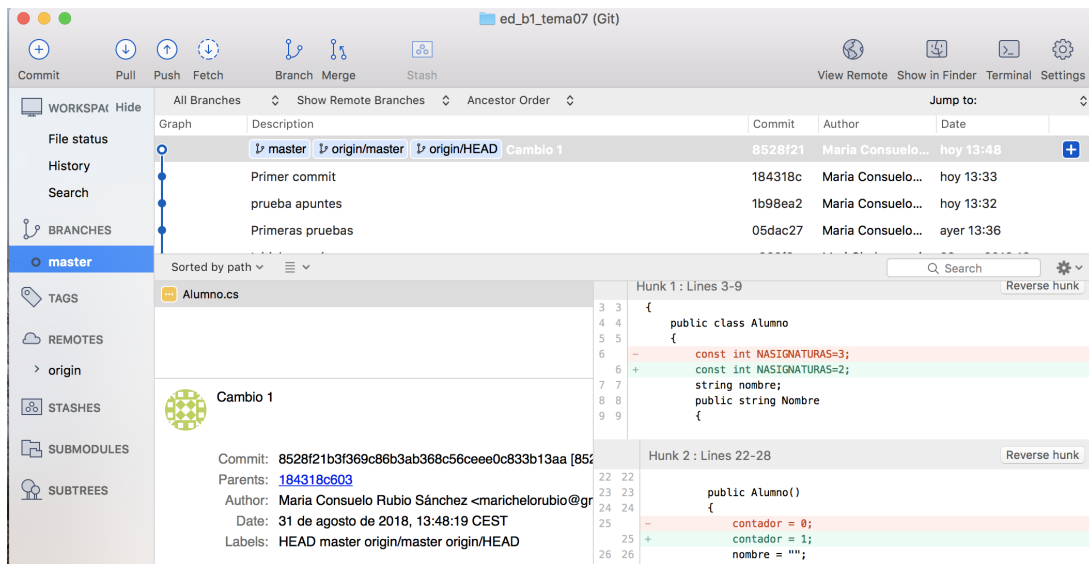 ed_b1_tema07 (Git)
Commit Pull Push Fetch Branch Merge Stash View Remote Show in Finder Terminal Settings
WORKSPA Hide
File status
History
Search
BRANCHES
master
TAGS
REMOTES
origin
STASHES
SUBMODULES
SUBTREES
All Branches Show Remote Branches Ancestor Order Jump to:
Graph Description Commit Author Date
master origin/master origin/HEAD Cambio 1 8528f21 Maria Consuelo... hoy 13:48
Primer commit 184318c Maria Consuelo... hoy 13:33
prueba apuntes 1b98ea2 Maria Consuelo... hoy 13:32
Primeras pruebas 05dac27 Maria Consuelo... ayer 13:36
Sorted by path Search
Alumno.cs
Cambio 1
Commit: 8528f21b3f369c86b3ab368c56ceee0c833b13aa [852
Parents: 184318c603
Author: Maria Consuelo Rubio Sánchez <marichelorubio@gr
Date: 31 de agosto de 2018, 13:48:19 CEST
Labels: HEAD master origin/master origin/HEAD
Hunk 1 : Lines 3-9 Reverse hunk
3 3 {
4 4 public class Alumno
5 5 {
6 - const int NASIGNATURAS=3;
6 + const int NASIGNATURAS=2;
7 7 string nombre;
8 8 public string Nombre
9 9 {
Hunk 2 : Lines 22-28 Reverse hunk
22 22
23 23 public Alumno()
24 24 {
25 - contador = 0;
25 + contador = 1;
26 26 nombre = "";